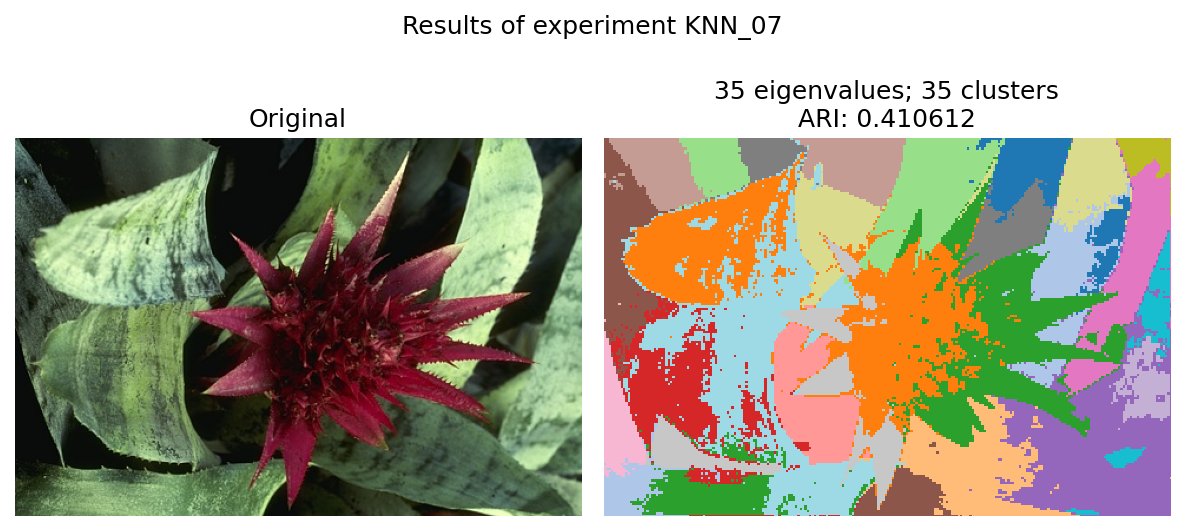 Results of experiment KNN_07
Original
35 eigenvalues; 35 clusters
ARI: 0.410612